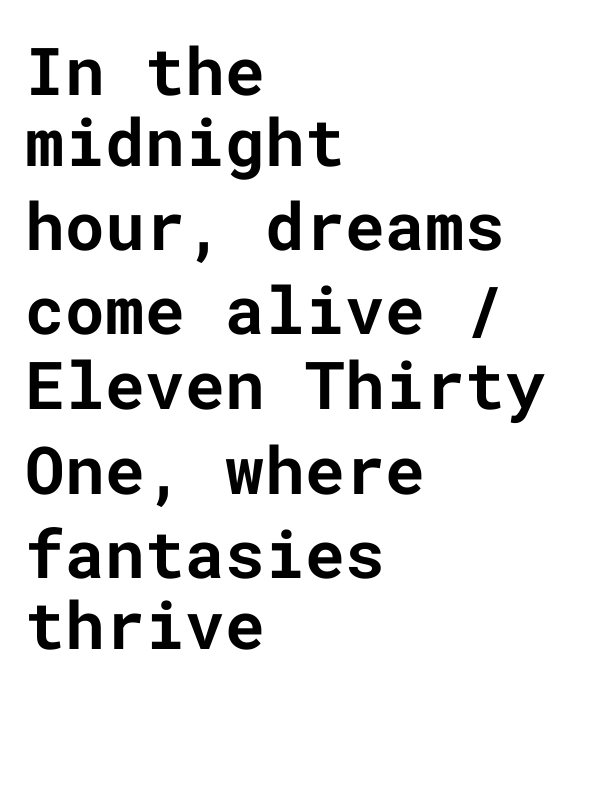 In the
midnight
hour, dreams
come alive /
Eleven Thirty
One, where
fantasies
thrive